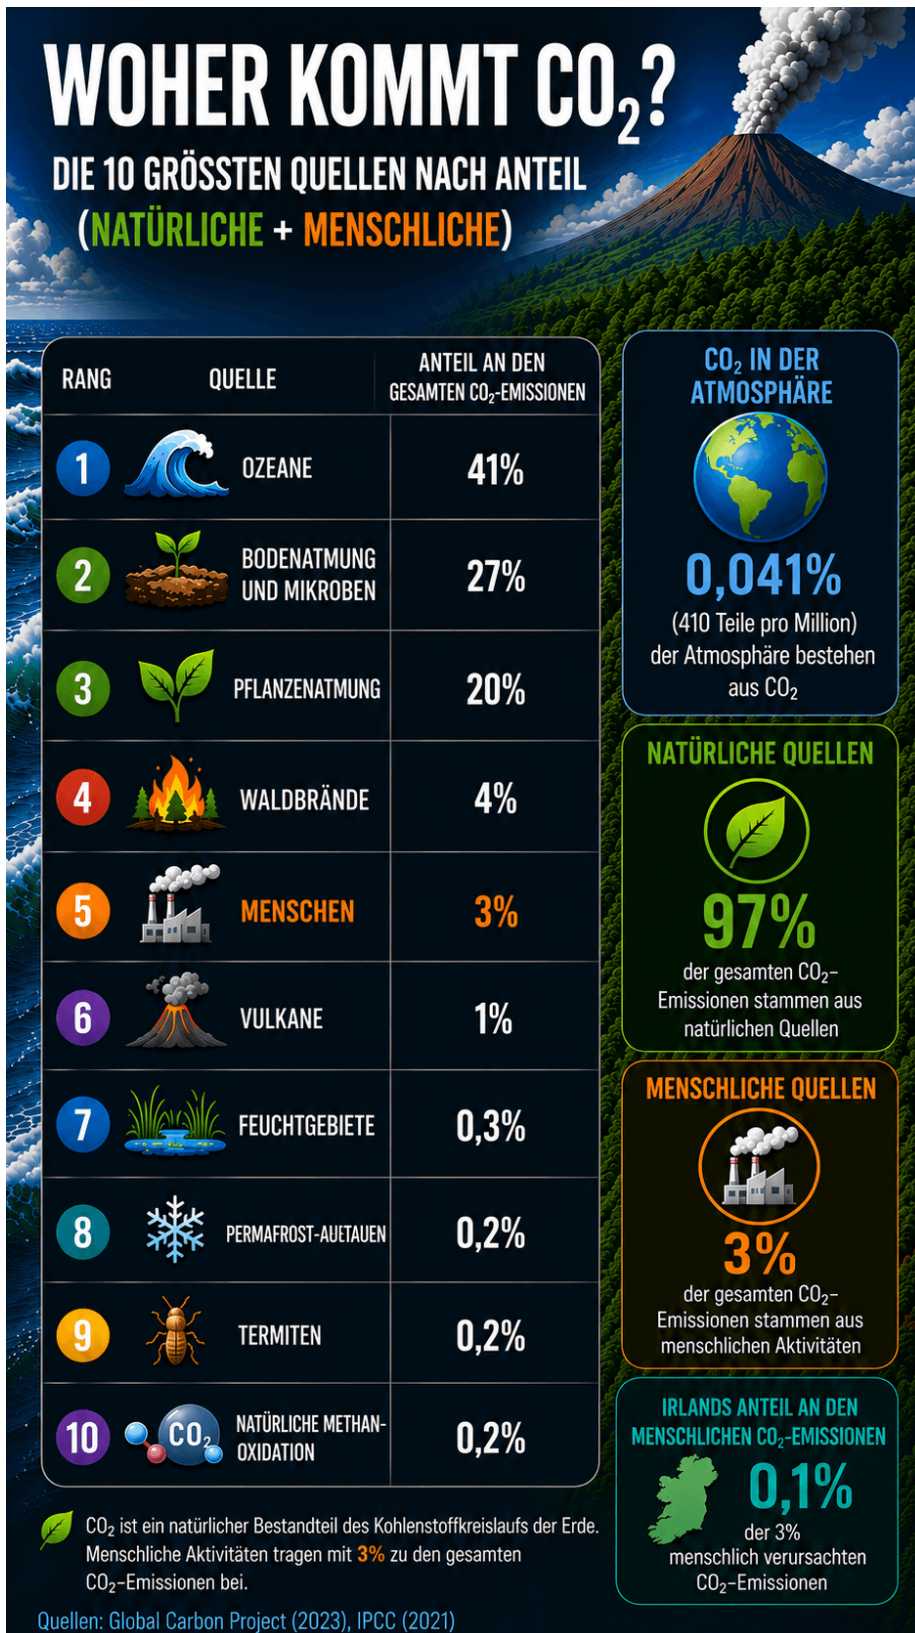 WOHER KOMMT CO₂?
DIE 10 GRÖSSTEN QUELLEN NACH ANTEIL
(NATÜRLICHE + MENSCHLICHE)
RANG
QUELLE
ANTEIL AN DEN
GESAMTEN CO₂-EMISSIONEN
1
OZEANE
41%
2
BODENATMUNG
UND MIKROBEN
27%
3
PFLANZENATMUNG
20%
4
WALDBRÄNDE
4%
5
MENSCHEN
3%
6
VULKANE
1%
7
FEUCHTGEBIETE
0,3%
8
PERMAFROST-AUETAUEN
0,2%
9
TERMITEN
0,2%
10
CO₂
NATÜRLICHE METHAN-
OXIDATION
0,2%
CO₂ IN DER
ATMOSPHÄRE
0,041%
(410 Teile pro Million)
der Atmosphäre bestehen
aus CO₂
NATÜRLICHE QUELLEN
97%
der gesamten CO₂–
Emissionen stammen aus
natürlichen Quellen
MENSCHLICHE QUELLEN
3%
der gesamten CO₂–
Emissionen stammen aus
menschlichen Aktivitäten
IRLANDS ANTEIL AN DEN
MENSCHLICHEN CO₂-EMISSIONEN
0,1%
der 3%
menschlich verursachten
CO₂–Emissionen
CO₂ ist ein natürlicher Bestandteil des Kohlenstoffkreislaufs der Erde.
Menschliche Aktivitäten tragen mit 3% zu den gesamten
CO₂–Emissionen bei.
Quellen: Global Carbon Project (2023), IPCC (2021)